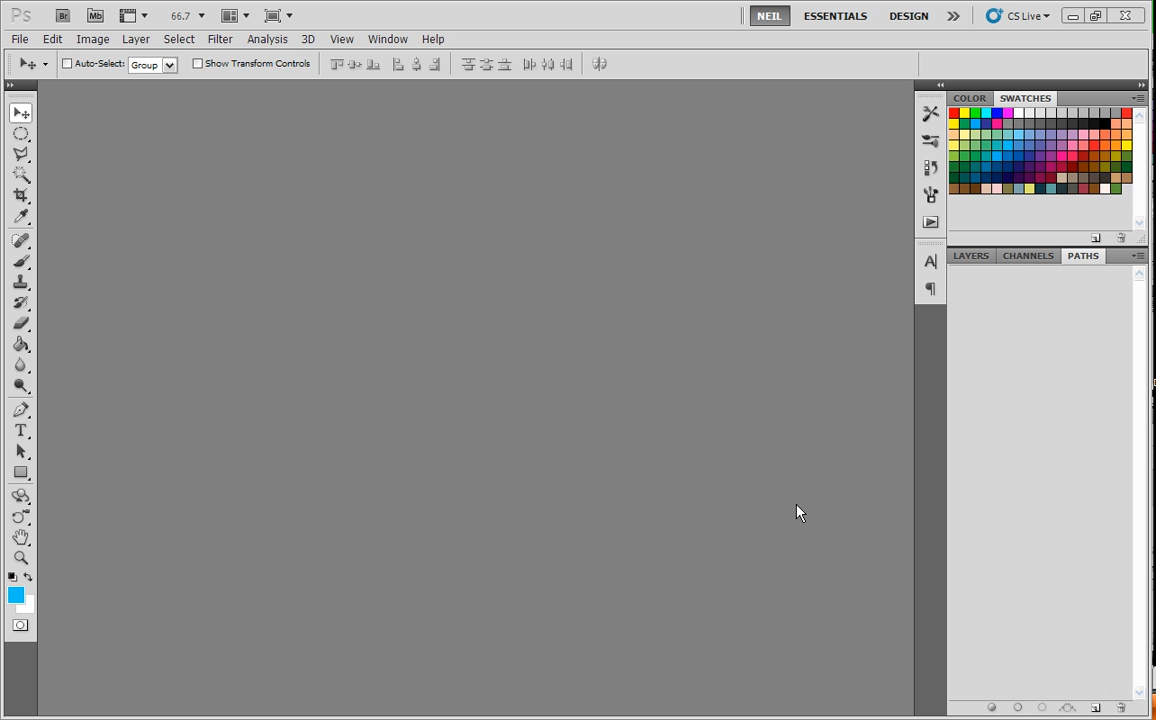 Ps Br Mb 66.7 NEIL ESSENTIALS DESIGN CS Live
File Edit Image Layer Select Filter Analysis 3D View Window Help
Auto-Select: Group Show Transform Controls
COLOR SWATCHES
LAYERS CHANNELS PATHS